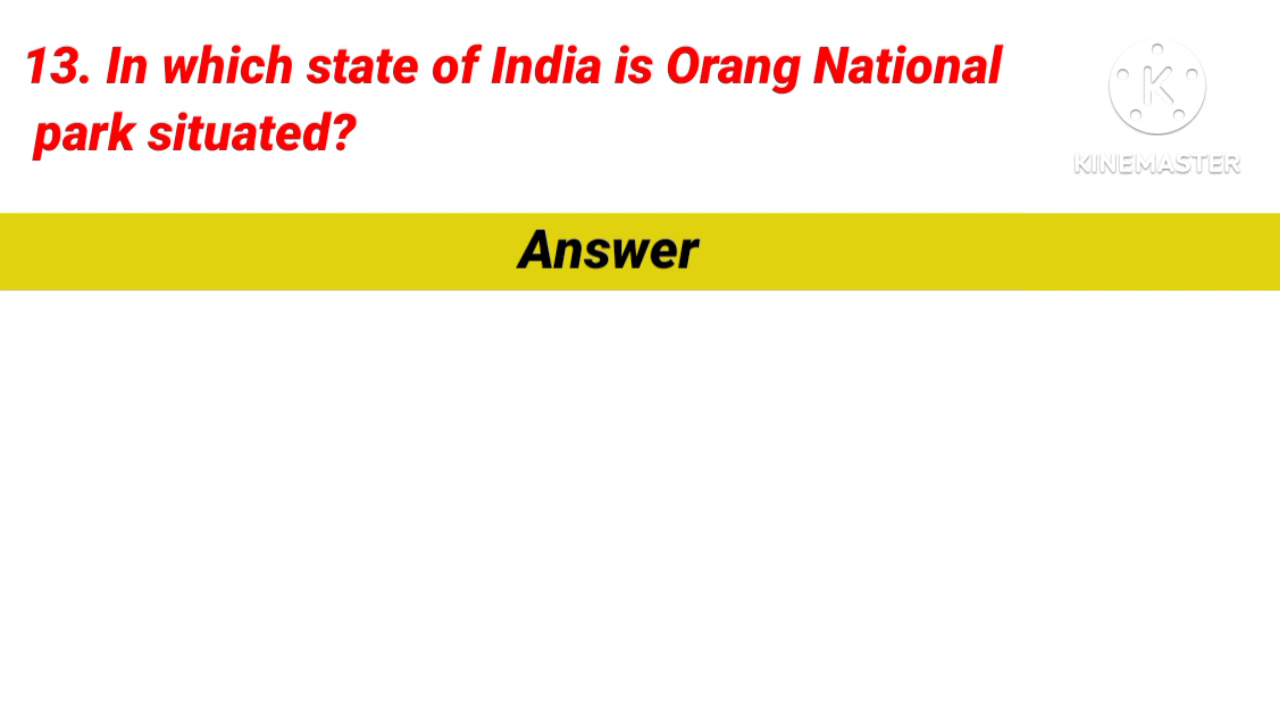 13. In which state of India is Orang National
park situated?
K
KINEMASTER
Answer